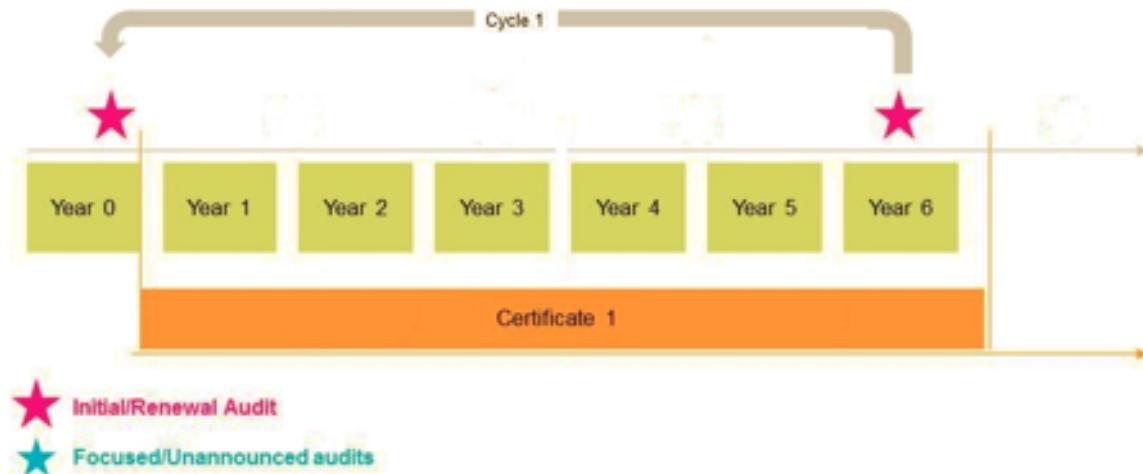 Cycle 1
Year 0 Year 1 Year 2 Year 3 Year 4 Year 5 Year 6
Certificate 1
Initial/Renewal Audit
Focused/Unannounced audits